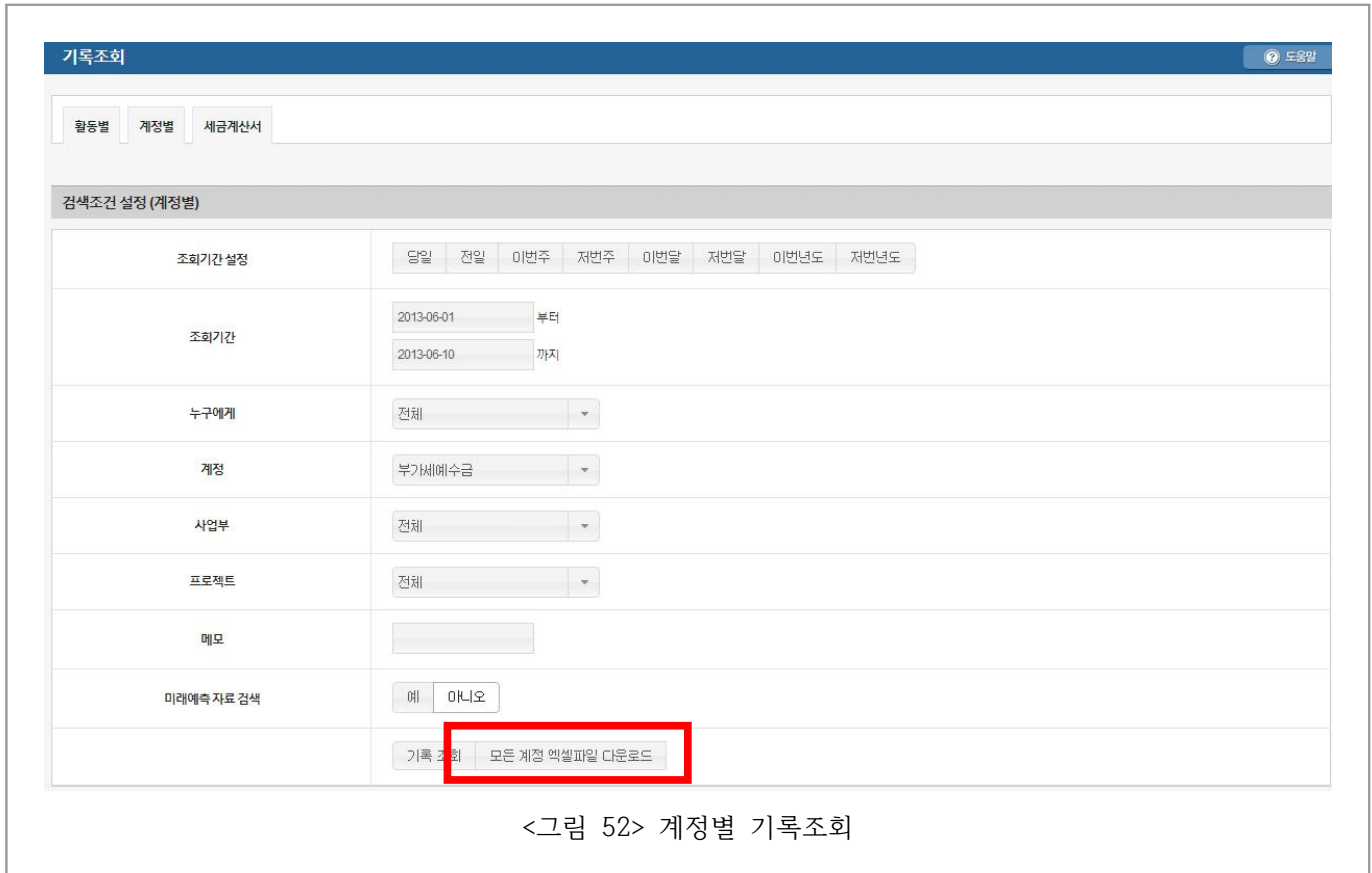 기록조회
도움말
활동별 계정별 세금계산서
검색조건 설정 (계정별)
조회기간 설정 당일 전일 이번주 저번주 이번달 저번달 이번년도 저번년도
조회기간
2013-06-01 부터
2013-06-10 까지
누구에게 전체
계정 부가세예수금
사업부 전체
프로젝트 전체
메모
미래예측 자료 검색 예 아니오
기록 조회 모든 계정 엑셀파일 다운로드
<그림 52> 계정별 기록조회